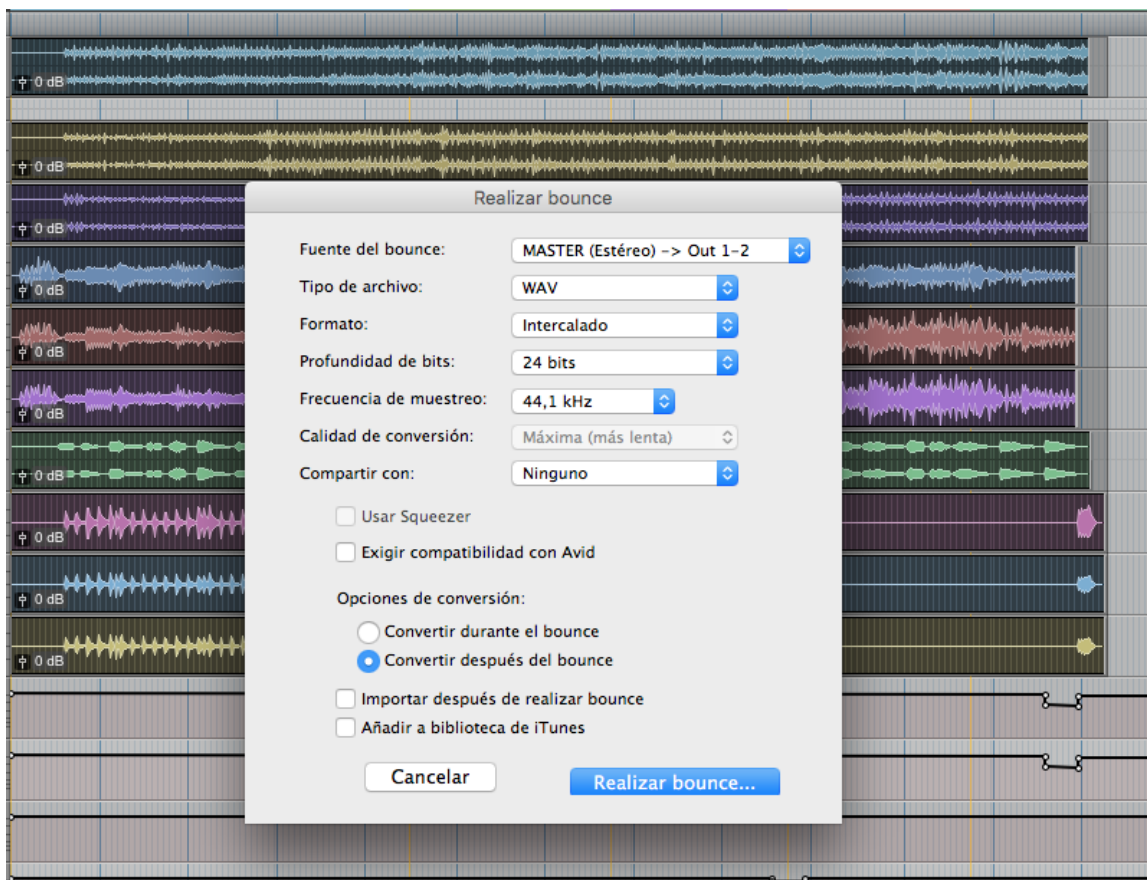 0 dB
0 dB
Realizar bounce
0 dB
Fuente del bounce: MASTER (Estéreo) -> Out 1-2
0 dB
Tipo de archivo: WAV
Formato: Intercalado
0 dB
Profundidad de bits: 24 bits
Frecuencia de muestreo: 44,1 kHz
0 dB
Calidad de conversión: Máxima (más lenta)
Compartir con: Ninguno
0 dB
Usar Squeezer
0 dB
Exigir compatibilidad con Avid
Opciones de conversión:
0 dB
Convertir durante el bounce
Convertir después del bounce
0 dB
Importar después de realizar bounce
Añadir a biblioteca de iTunes
Cancelar Realizar bounce...